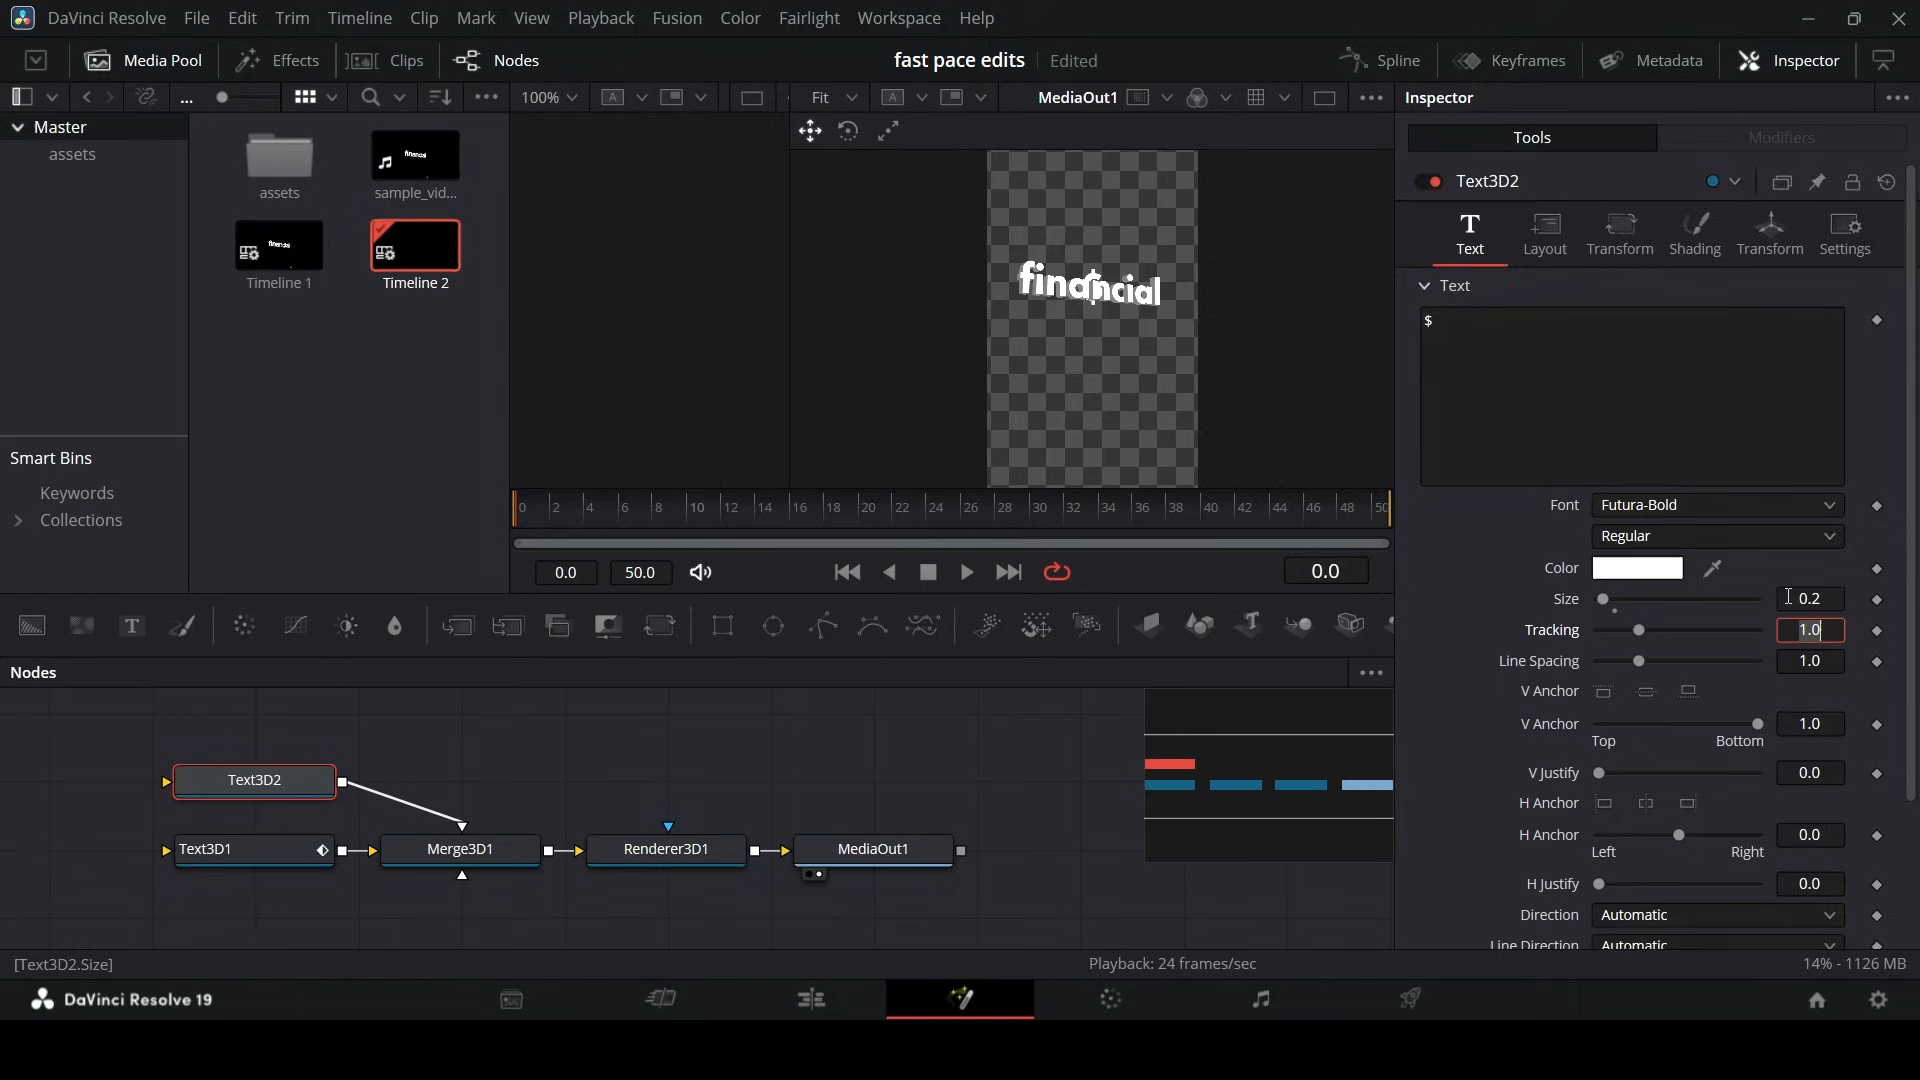 DaVinci Resolve File Edit Trim Timeline Clip Mark View Playback Fusion Color Fairlight Workspace Help
Media Pool Effects Clips Nodes fast pace edits Edited Spline Keyframes Metadata Inspector
... 100% A Fit A MediaOut1 Inspector
Master
assets
assets
financial
sample_vid...
financial
Timeline 1
Timeline 2
Smart Bins
Keywords
Collections
financial
$
Tools Modifiers
Text3D2
T
Text Layout Transform Shading Transform Settings
Text
$
Font Futura-Bold
Regular
Color
Size 0.2
Tracking 1.0
Line Spacing 1.0
V Anchor
V Anchor 1.0
Top Bottom
V Justify 0.0
H Anchor
H Anchor 0.0
Left Right
H Justify 0.0
Direction Automatic
Line Direction Automatic
0 2 4 6 8 10 12 14 16 18 20 22 24 26 28 30 32 34 36 38 40 42 44 46 48 50
0.0 50.0 0.0
T T
Nodes
Text3D2
Text3D1 Merge3D1 Renderer3D1 MediaOut1
[Text3D2.Size] Playback: 24 frames/sec 14% - 1126 MB
DaVinci Resolve 19